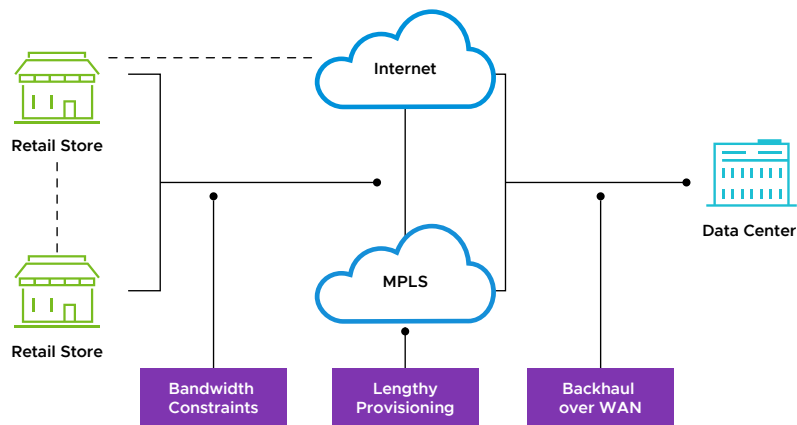 Internet
Retail Store
Data Center
MPLS
Retail Store
Bandwidth
Constraints
Lengthy
Provisioning
Backhaul
over WAN